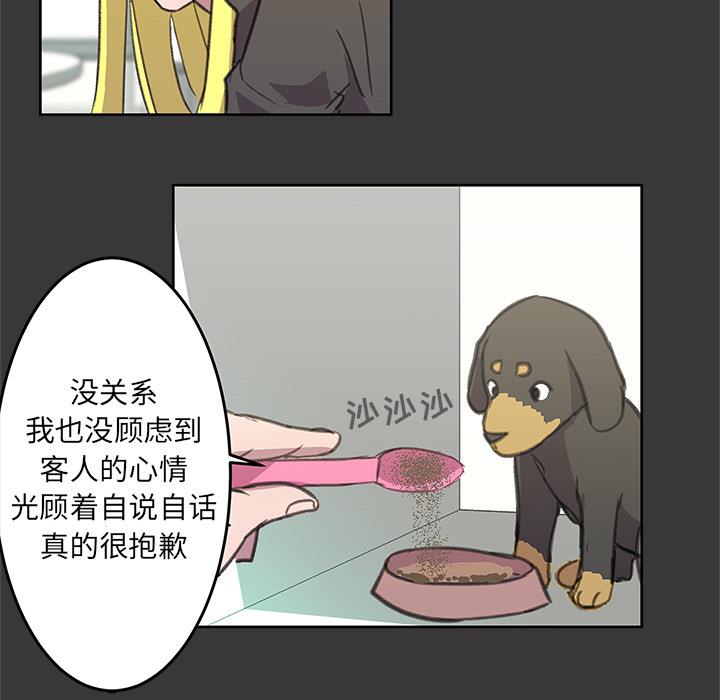 没关系
我也没顾虑到
客人的心情
光顾着自说自话
真的很抱歉
沙沙沙